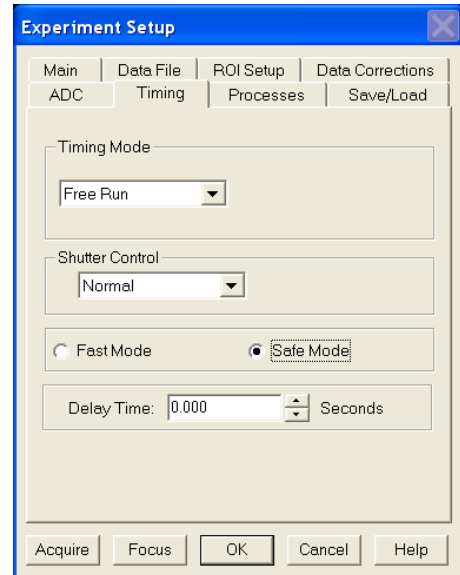 Experiment Setup
Main Data File ROI Setup Data Corrections
ADC Timing Processes Save/Load
Timing Mode
Free Run
Shutter Control
Normal
Fast Mode Safe Mode
Delay Time: 0.000 Seconds
Acquire Focus OK Cancel Help